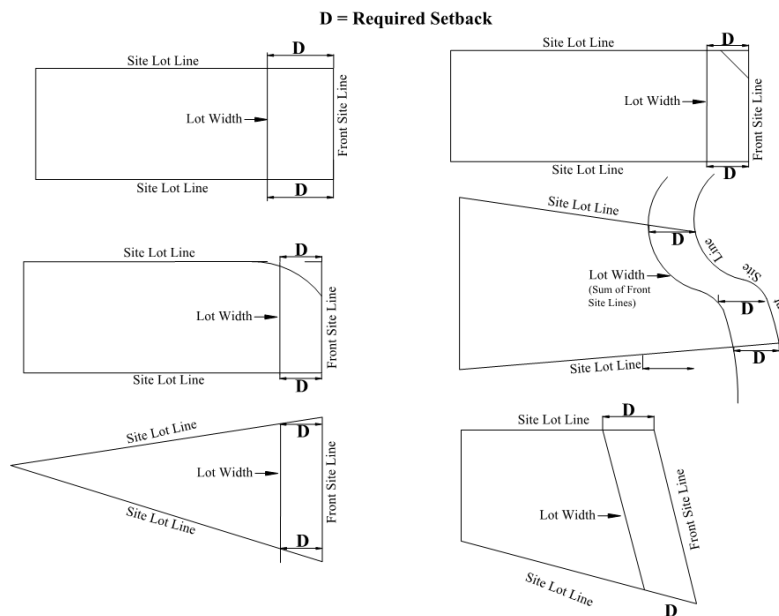 D = Required Setback
D
Site Lot Line
Lot Width
Front Site Line
D
Site Lot Line
D
Site Lot Line
Lot Width
Front Site Line
D
Site Lot Line
Site Lot Line
D
Lot Width
Front Site Line
D
Site Lot Line
Site Lot Line
D
Line
Site
Lot Width
(Sum of Front
Site Lines)
D
D
Site Lot Line
Site Lot Line
D
Lot Width
Front Site Line
D
Site Lot Line
D
Site Lot Line
Lot Width
Front Site Line
Site Lot Line
D